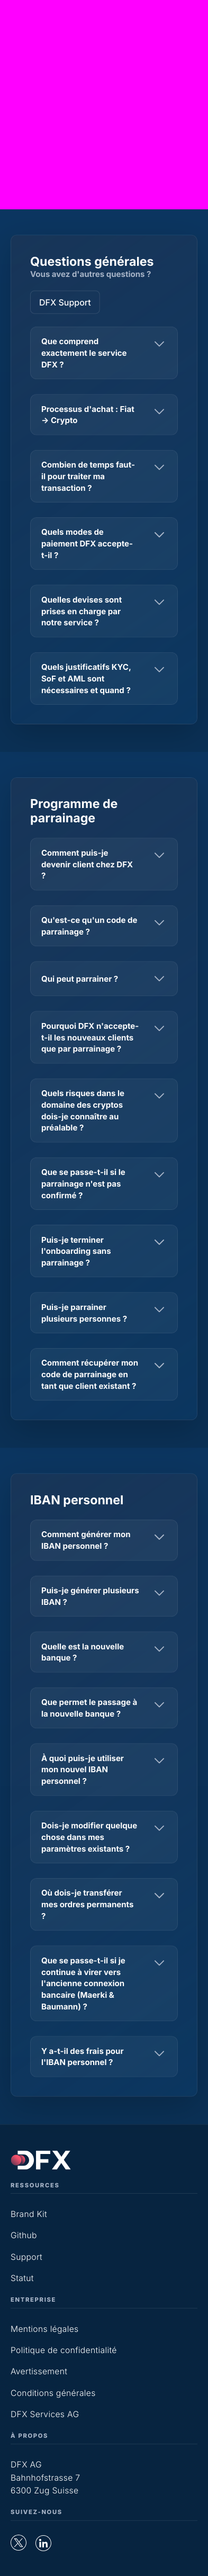 Questions générales
Vous avez d'autres questions ?
DFX Support
Que comprend
exactement le service
DFX ?
Processus d'achat : Fiat
→ Crypto
Combien de temps faut-
il pour traiter ma
transaction ?
Quels modes de
paiement DFX accepte-
t-il ?
Quelles devises sont
prises en charge par
notre service ?
Quels justificatifs KYC,
SoF et AML sont
nécessaires et quand ?
Programme de
parrainage
Comment puis-je
devenir client chez DFX
?
Qu'est-ce qu'un code de
parrainage ?
Qui peut parrainer ?
Pourquoi DFX n'accepte-
t-il les nouveaux clients
que par parrainage ?
Quels risques dans le
domaine des cryptos
dois-je connaître au
préalable ?
Que se passe-t-il si le
parrainage n'est pas
confirmé ?
Puis-je terminer
l'onboarding sans
parrainage ?
Puis-je parrainer
plusieurs personnes ?
Comment récupérer mon
code de parrainage en
tant que client existant ?
IBAN personnel
Comment générer mon
IBAN personnel ?
Puis-je générer plusieurs
IBAN ?
Quelle est la nouvelle
banque ?
Que permet le passage à
la nouvelle banque ?
À quoi puis-je utiliser
mon nouvel IBAN
personnel ?
Dois-je modifier quelque
chose dans mes
paramètres existants ?
Où dois-je transférer
mes ordres permanents
?
Que se passe-t-il si je
continue à virer vers
l'ancienne connexion
bancaire (Maerki &
Baumann) ?
Y a-t-il des frais pour
l'IBAN personnel ?
DFX
RESSOURCES
Brand Kit
Github
Support
Statut
ENTREPRISE
Mentions légales
Politique de confidentialité
Avertissement
Conditions générales
DFX Services AG
À PROPOS
DFX AG
Bahnhofstrasse 7
6300 Zug Suisse
SUIVEZ-NOUS